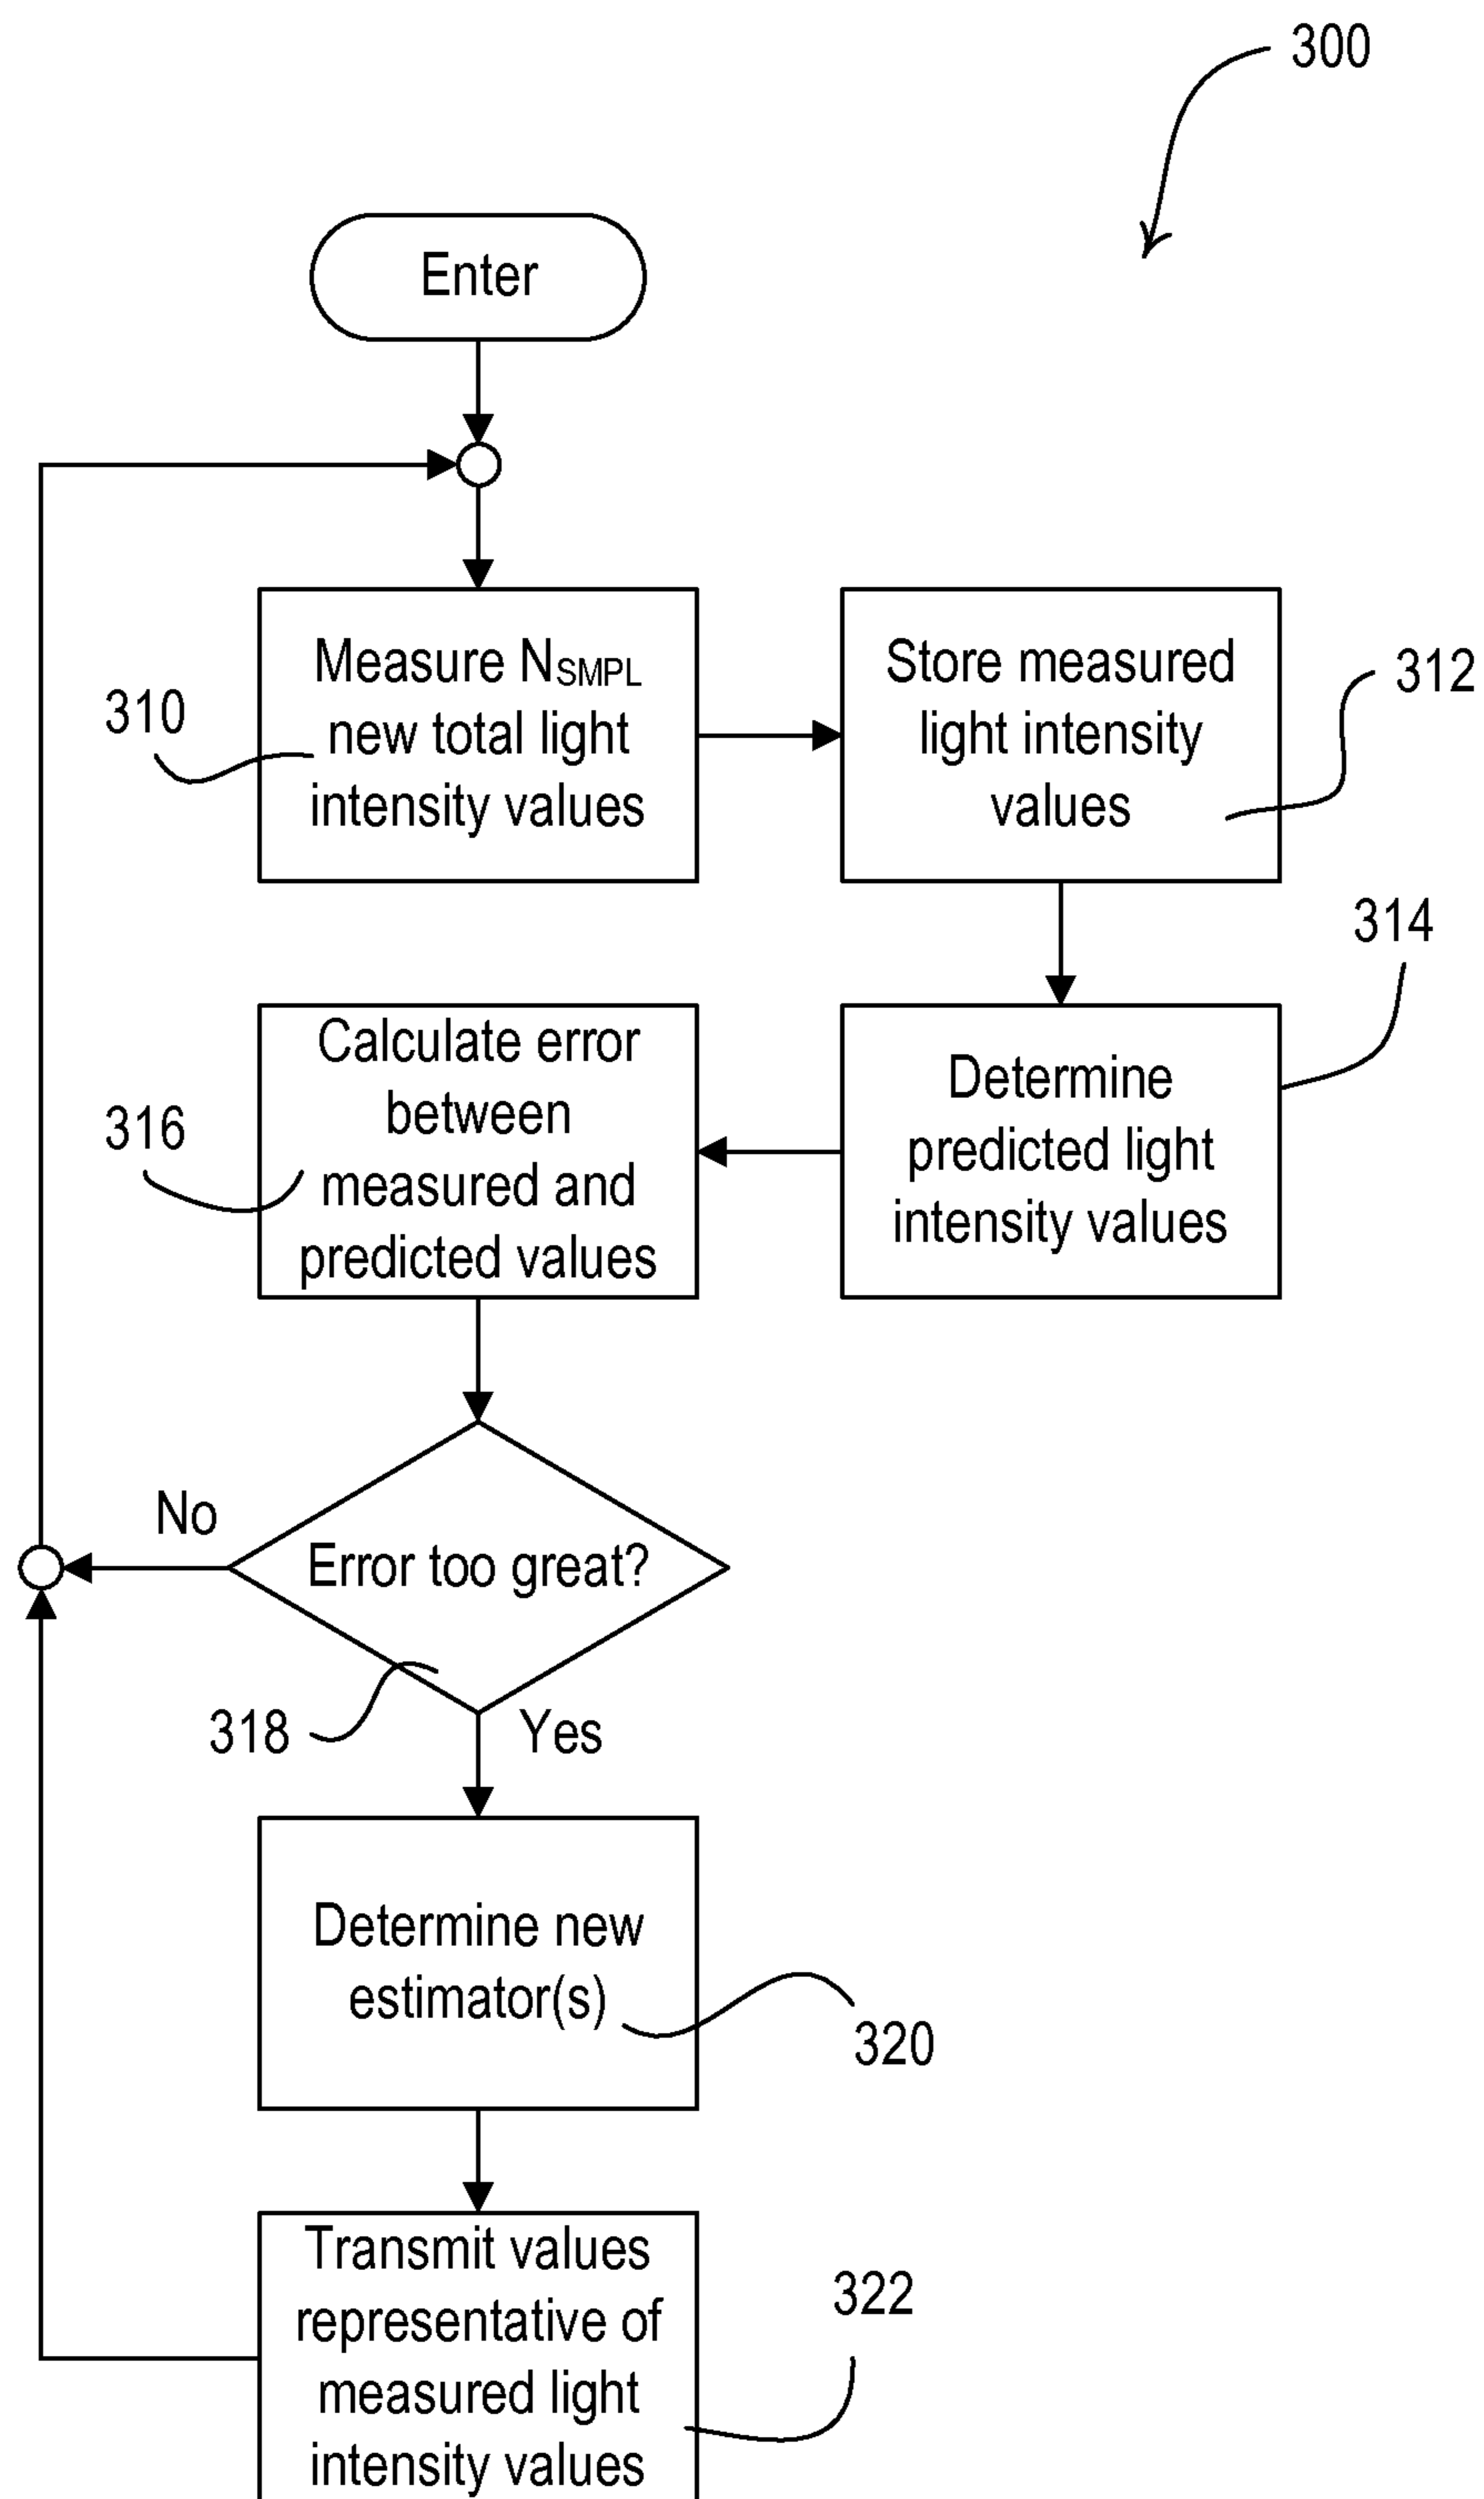 300
Enter
Measure NSMPL
new total light
intensity values
310
Store measured
light intensity
values
312
314
Determine
predicted light
intensity values
Calculate error
between
measured and
predicted values
316
No
Error too great?
318
Yes
Determine new
estimator(s)
320
Transmit values
representative of
measured light
intensity values
322